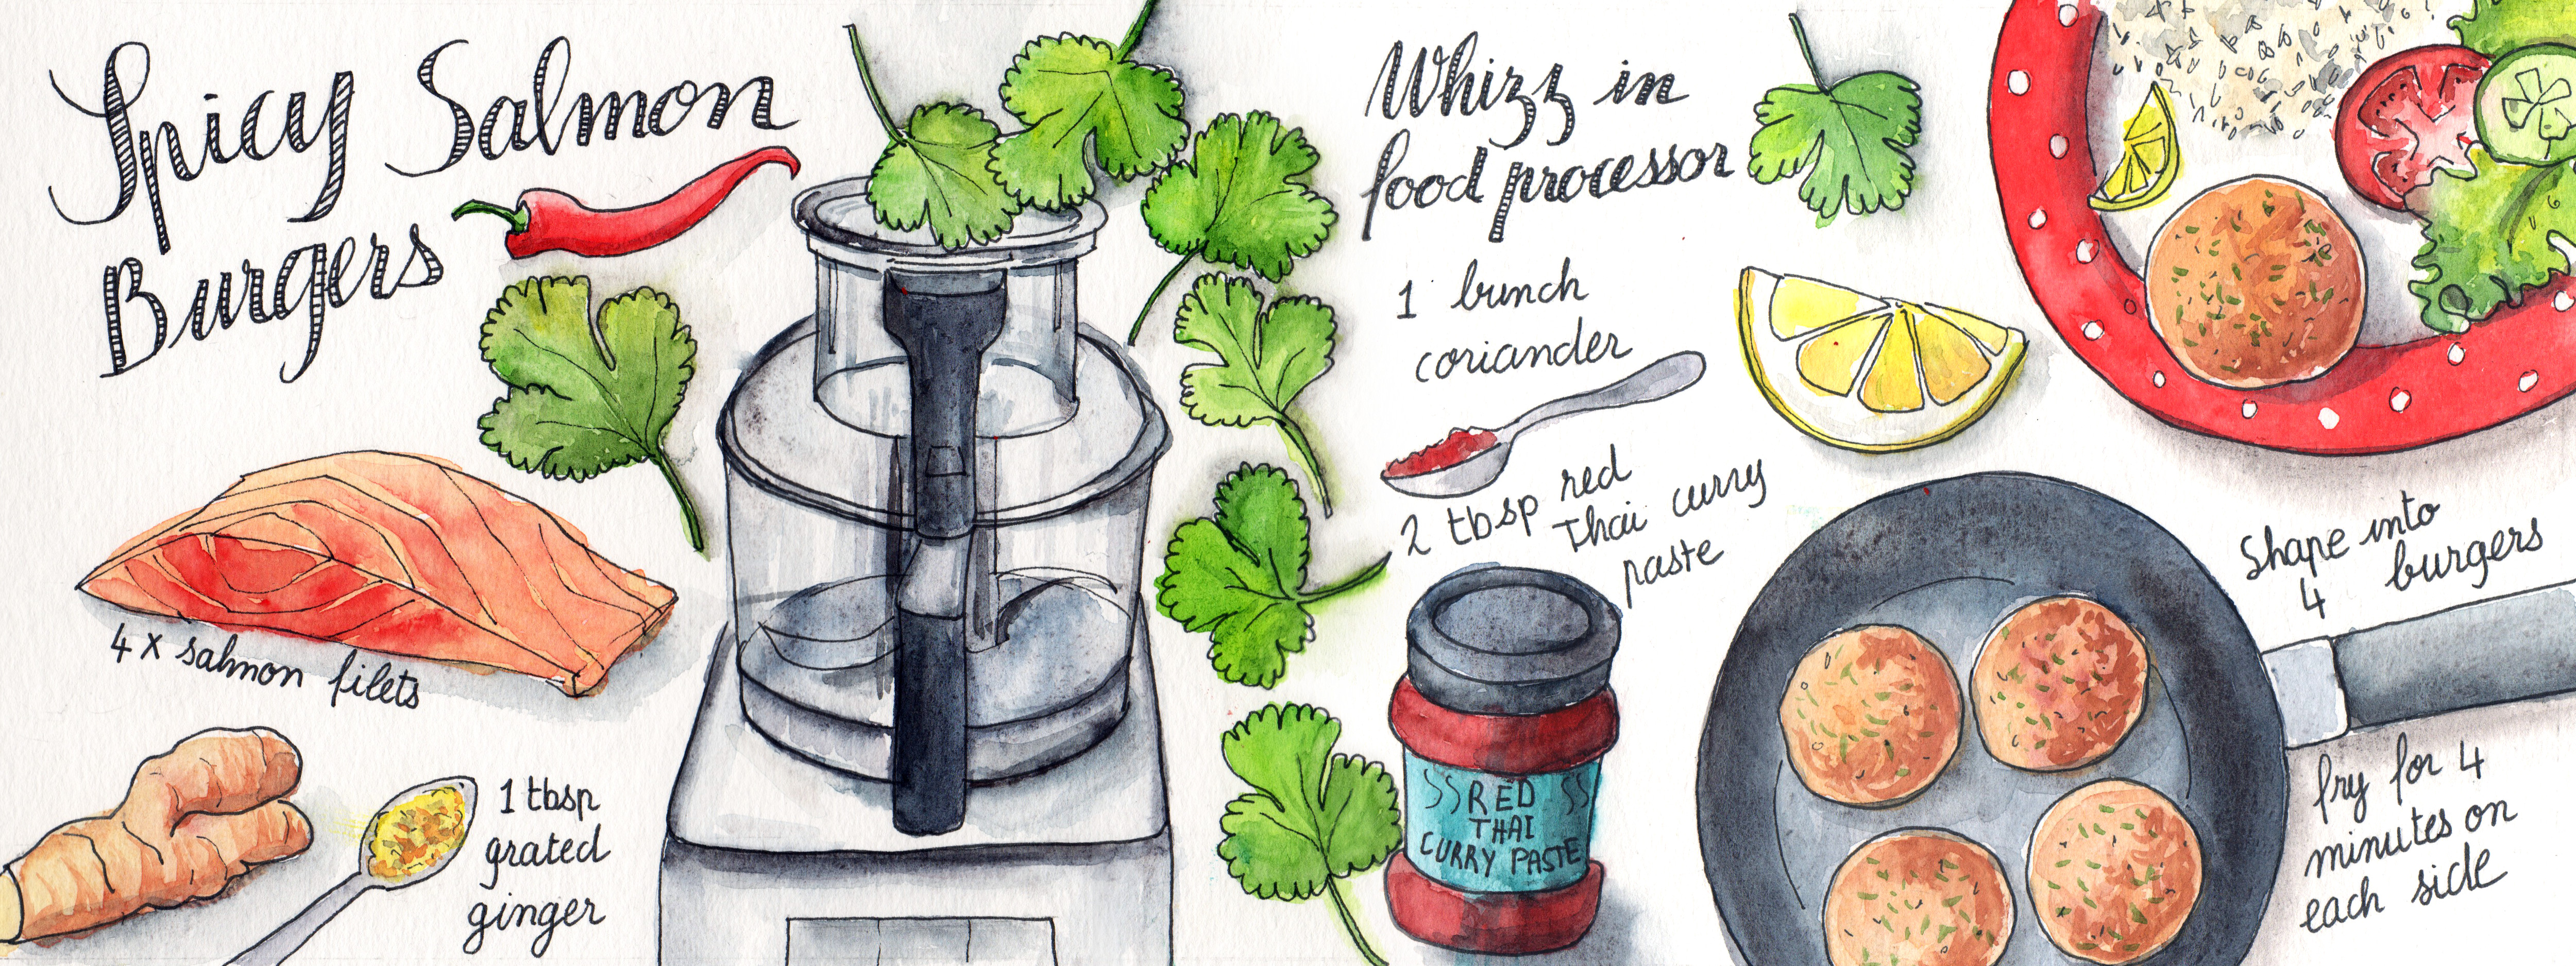 Spicy Salmon
Burgers
4 x salmon filets
1 tbsp
grated
ginger
Whizz in
food processor
1 bunch
coriander
2 tbsp red
Thai curry
paste
RED
THAI
CURRY PASTE
Shape into
4 burgers
fry for 4
minutes on
each side